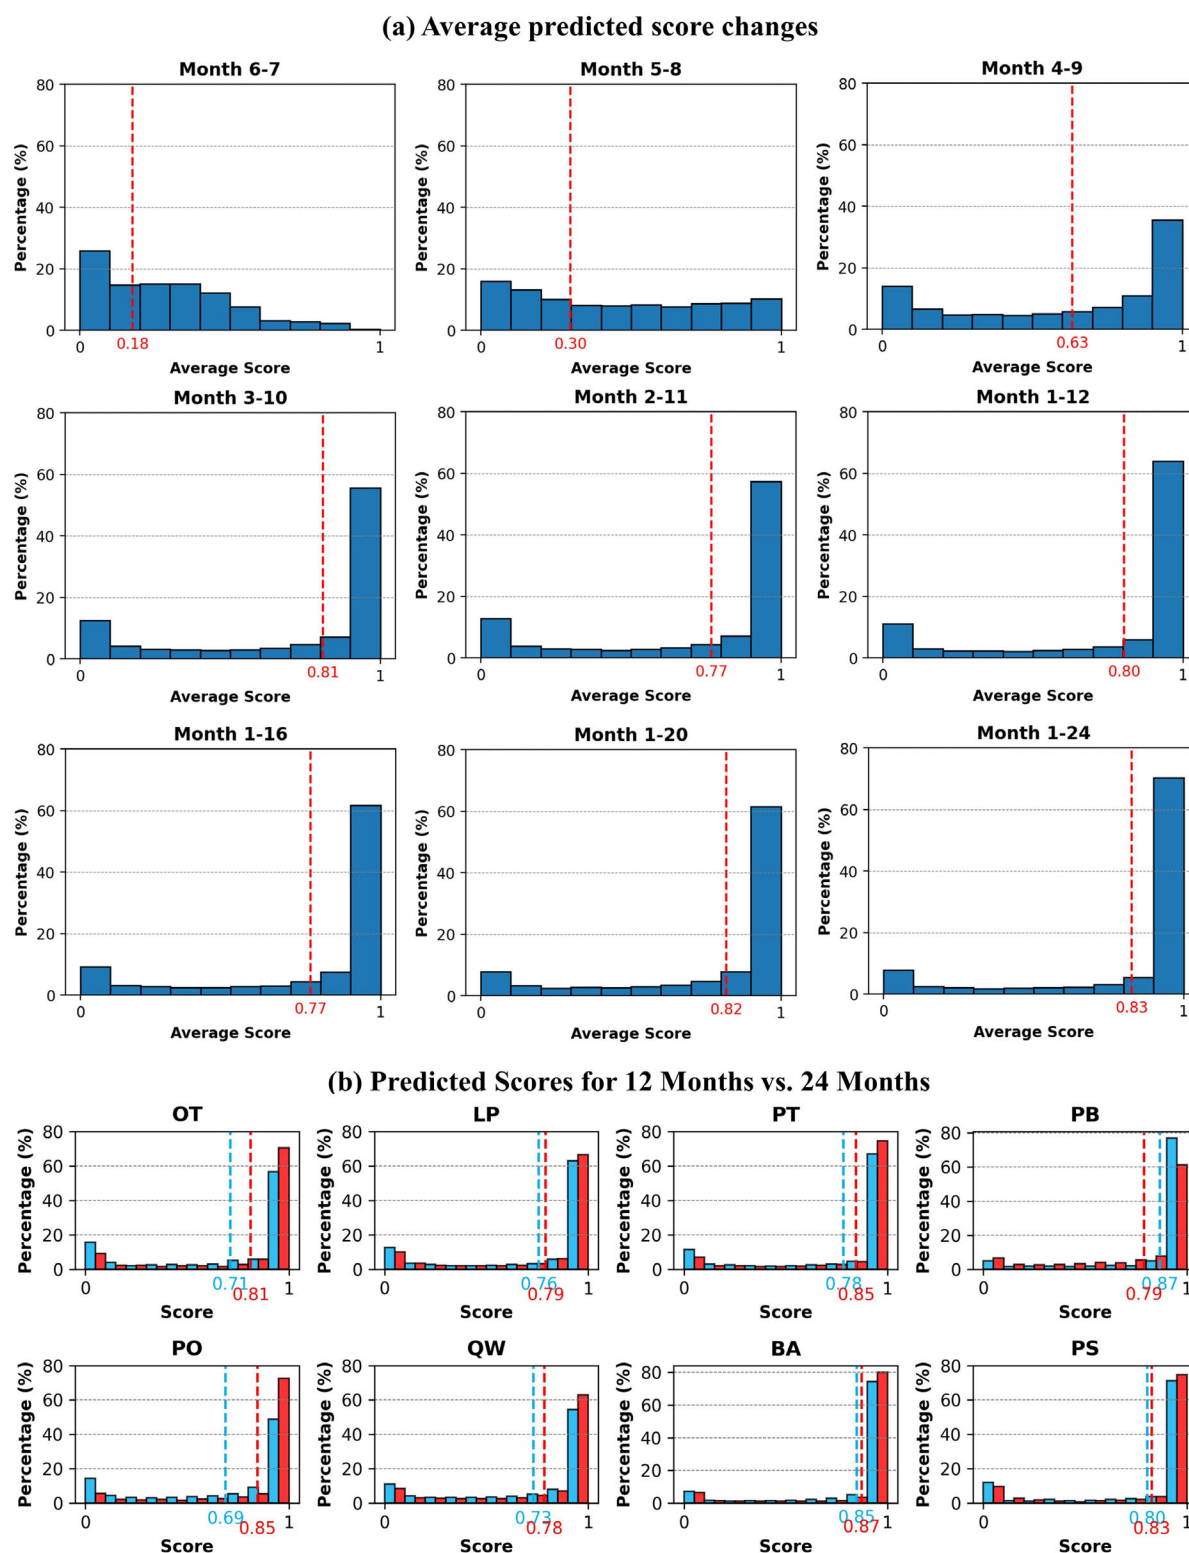 (a) Average predicted score changes
Month 6-7
Month 5-8
Month 4-9
80
60
40
20
0
Percentage (%)
0
0.18
1
Average Score
80
60
40
20
0
Percentage (%)
0
0.30
1
Average Score
80
60
40
20
0
Percentage (%)
0
0.63
1
Average Score
Month 3-10
Month 2-11
Month 1-12
80
60
40
20
0
Percentage (%)
0
0.81
1
Average Score
80
60
40
20
0
Percentage (%)
0
0.77
1
Average Score
80
60
40
20
0
Percentage (%)
0
0.80
1
Average Score
Month 1-16
Month 1-20
Month 1-24
80
60
40
20
0
Percentage (%)
0
0.77
1
Average Score
80
60
40
20
0
Percentage (%)
0
0.82
1
Average Score
80
60
40
20
0
Percentage (%)
0
0.83
1
Average Score
(b) Predicted Scores for 12 Months vs. 24 Months
OT
LP
PT
PB
80
60
40
20
0
Percentage (%)
0
0.71
0.81
1
Score
80
60
40
20
0
Percentage (%)
0
0.76
0.79
1
Score
80
60
40
20
0
Percentage (%)
0
0.78
0.85
1
Score
80
60
40
20
0
Percentage (%)
0
0.87
0.79
1
Score
PO
QW
BA
PS
80
60
40
20
0
Percentage (%)
0
0.69
0.85
1
Score
80
60
40
20
0
Percentage (%)
0
0.73
0.78
1
Score
80
60
40
20
0
Percentage (%)
0
0.85
0.87
1
Score
80
60
40
20
0
Percentage (%)
0
0.80
0.83
1
Score